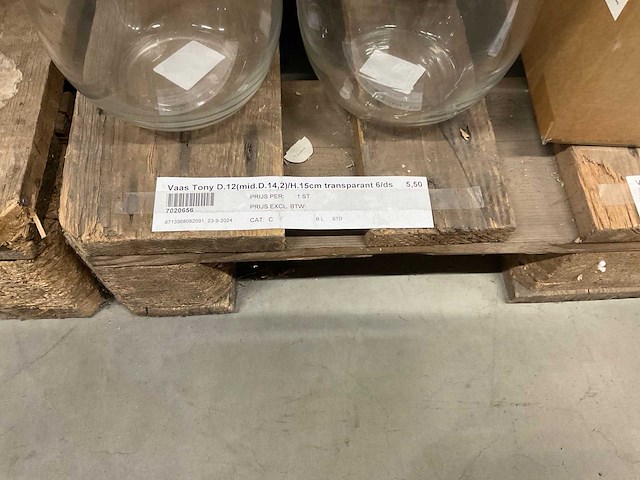 Vaas Tony D.12(mid.D.14,2)/H.15cm transparant 6/ds 5,50
PRIJS PER: 1 ST
7020656 PRIJS EXCL. BTW
23-9-2024 CAT: C B L STD